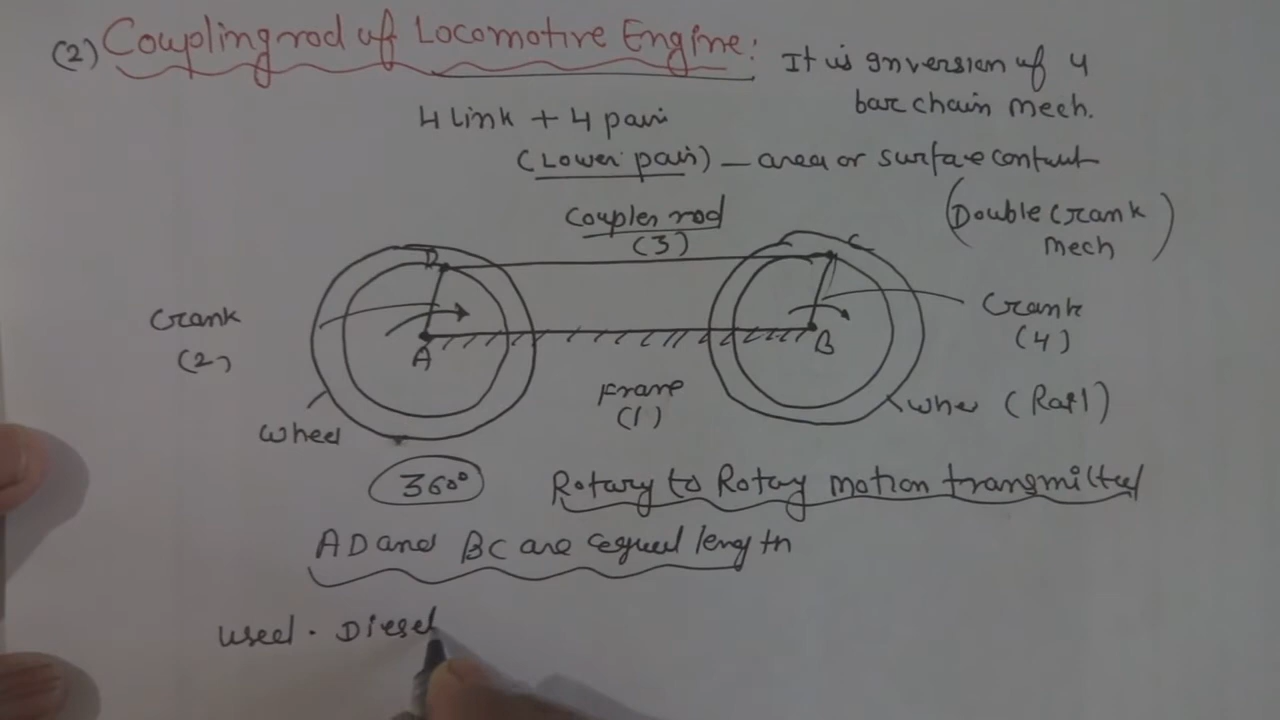 (2) Coupling rod of Locomotive Engine:
It is Inversion of 4
bar chain mech.
4 Link + 4 pair
(Lower pair) — area or surface contact
(Double crank
mech)
Coupler rod
(3)
D
C
Crank
(2)
Crank
(4)
A
B
Frame
(1)
wheel
whee (Rail)
360°
Rotary to Rotary motion transmitted
AD and BC are eequal length
Used. Diesel